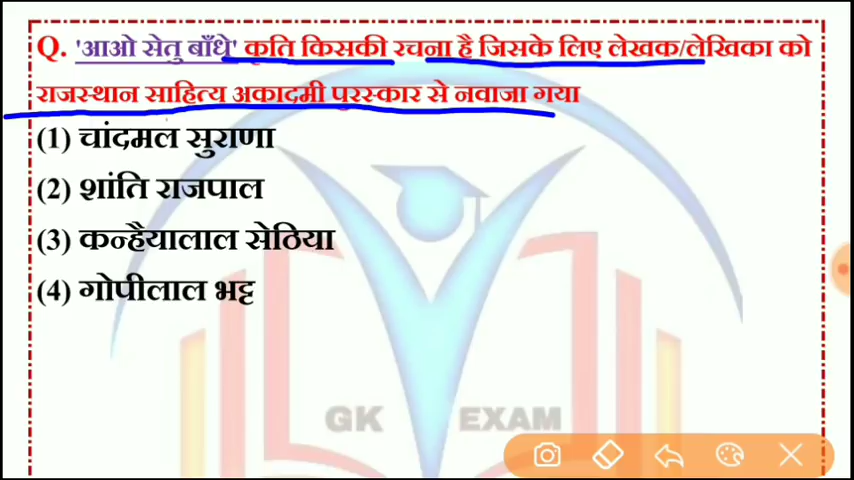 Q. 'आओ सेतु बाँधे' कृति किसकी रचना है जिसके लिए लेखक/लेखिका को
राजस्थान साहित्य अकादमी पुरस्कार से नवाजा गया
(1) चांदमल सुराणा
(2) शांति राजपाल
(3) कन्हैयालाल सेठिया
(4) गोपीलाल भट्ट
GK EXAM